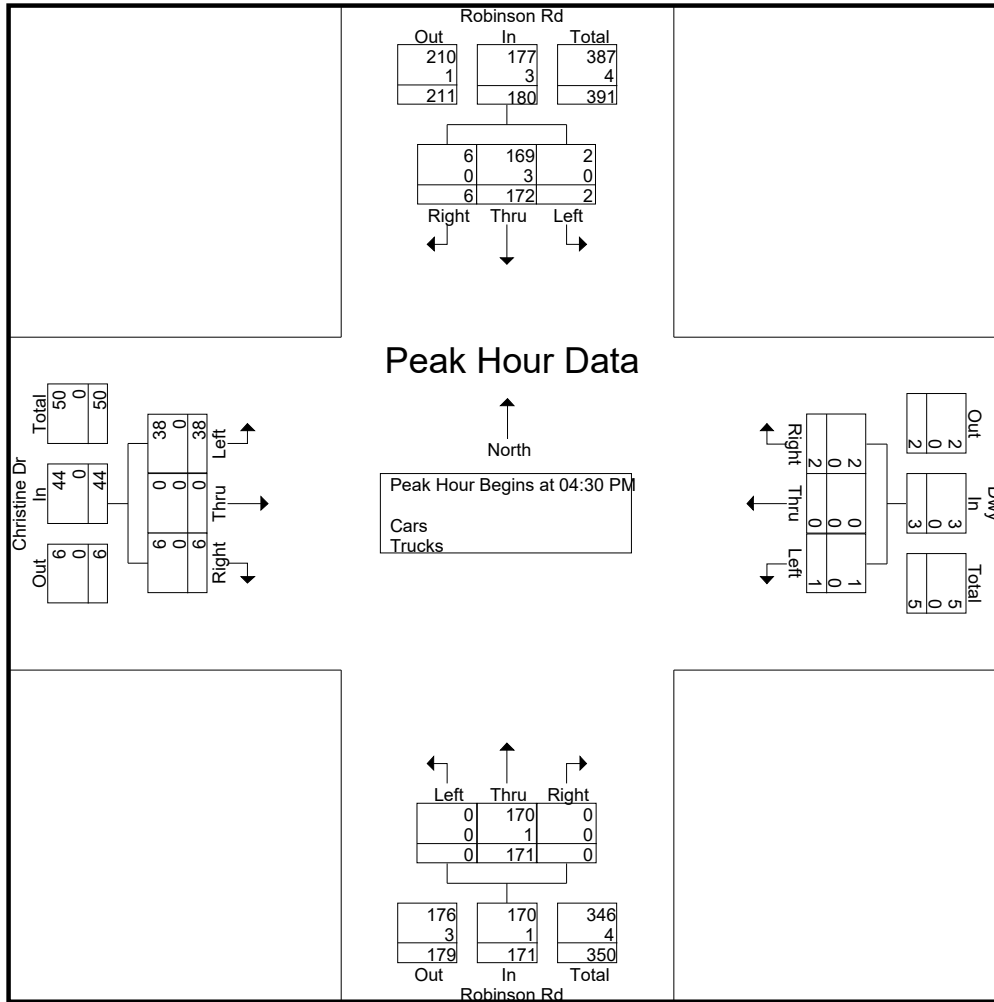 Robinson Rd
Out In Total
210 177 387
1 3 4
211 180 391
6 169 2
0 3 0
6 172 2
Right Thru Left
Peak Hour Data
North
Peak Hour Begins at 04:30 PM
Cars
Trucks
Christine Dr
Total In Out
50 44 6
0 0 0
50 44 6
Left Thru Right
38 0 6
0 0 0
38 0 6
Right Thru Left
2 0 1
0 0 0
2 0 1
Dwy
Out In Total
2 3 5
0 0 0
2 3 5
Left Thru Right
0 170 0
0 1 0
0 171 0
176 170 346
3 1 4
179 171 350
Out In Total
Robinson Rd